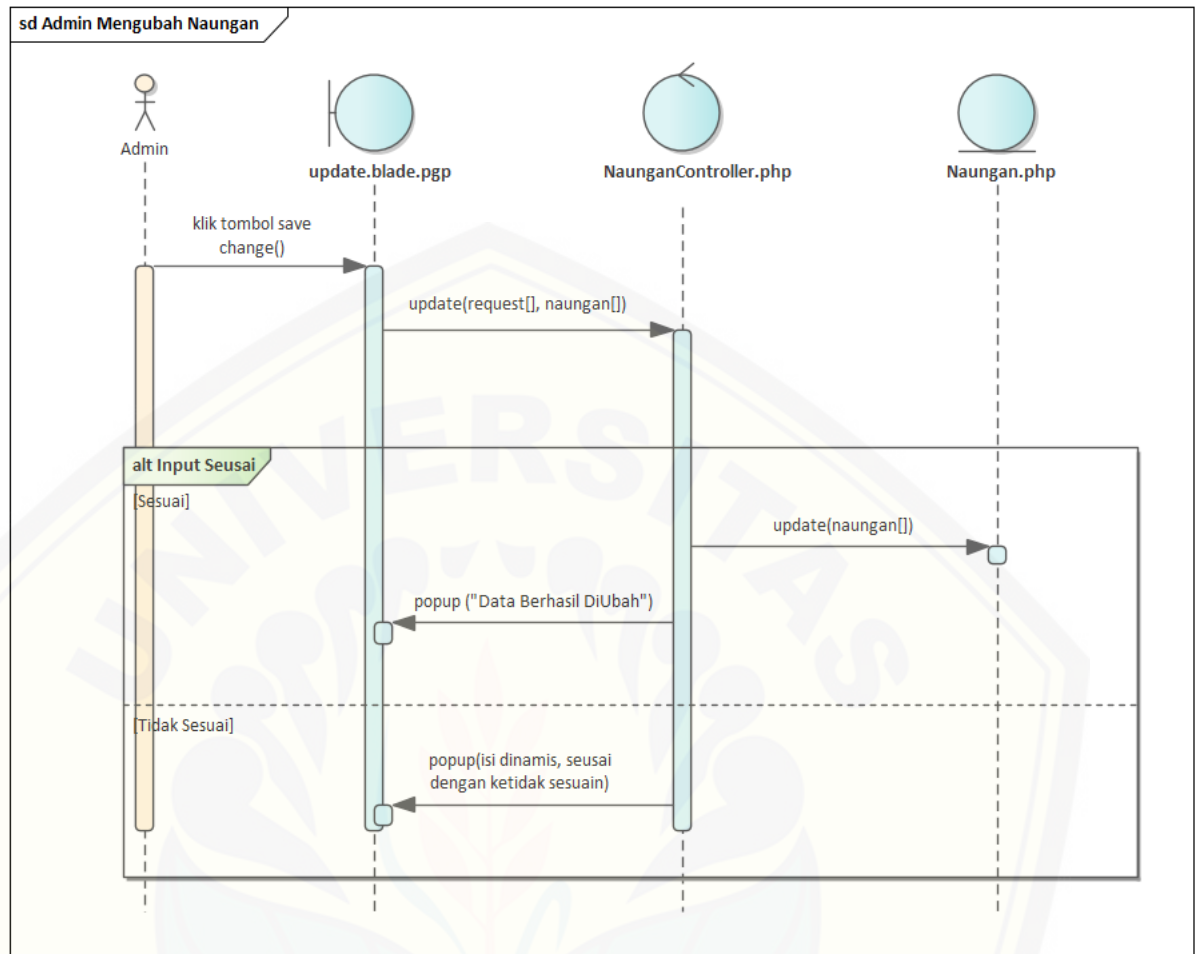 sd Admin Mengubah Naungan
Admin
update.blade.pgp
NaunganController.php
Naungan.php
klik tombol save
change()
update(request[], naungan[])
alt Input Seusai
[Sesuai]
update(naungan[])
popup ("Data Berhasil DiUbah")
[Tidak Sesuai]
popup(isi dinamis, seusai
dengan ketidak sesuain)
UNIVERSITAS